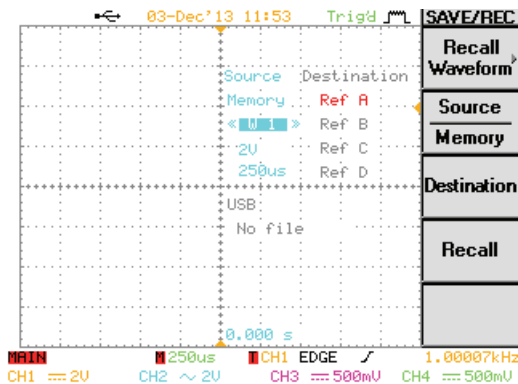 03-Dec'13 11:53 Trig'd SAVE/REC
Recall Waveform
Source Destination
Memory Ref A
« W 1 » Ref B
2V Ref C
250us Ref D
USB
No file
0.000 s
Source
Memory
Destination
Recall
MAIN M 250us T CH1 EDGE 1.00007kHz
CH1 2V CH2 2V CH3 500mV CH4 500mV